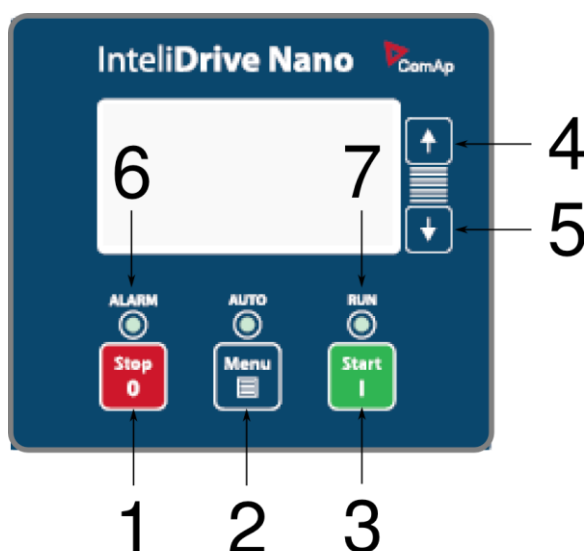 InteliDrive Nano ComAp
6 7
4
5
ALARM AUTO RUN
Stop Menu Start
0 I
1 2 3